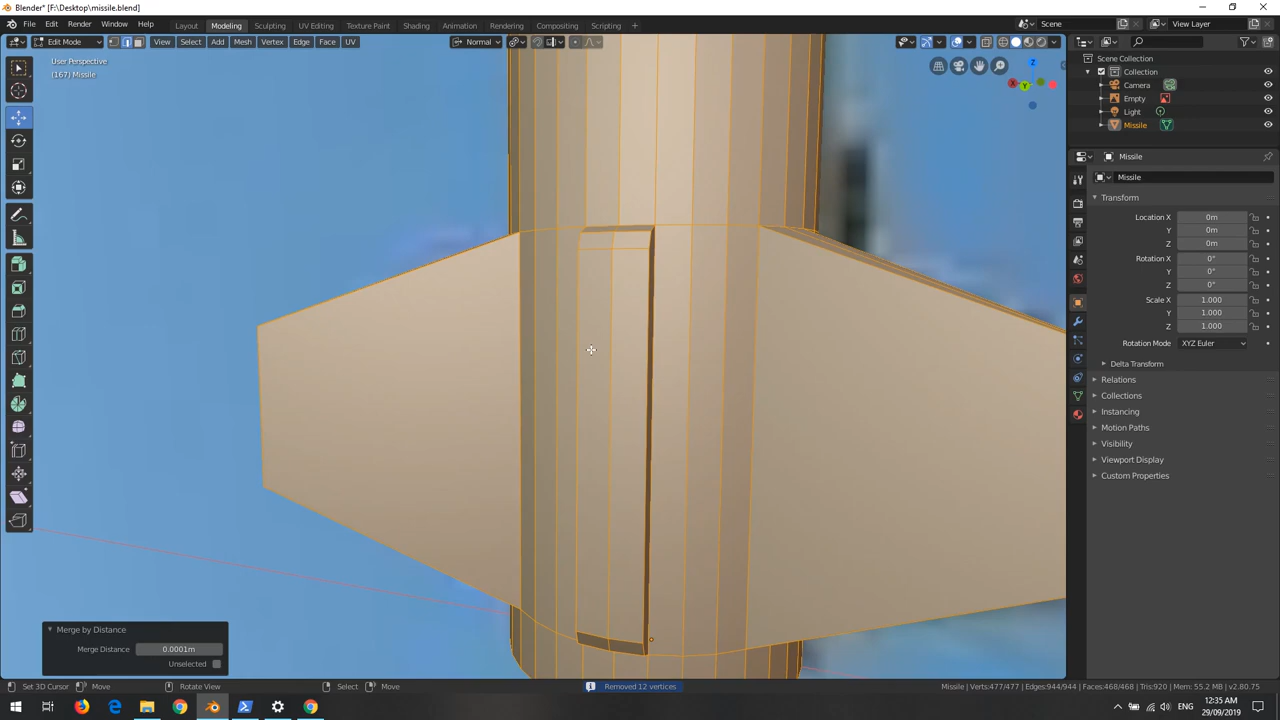 Blender* [F:\Desktop\missile.blend]
File Edit Render Window Help Layout Modeling Sculpting UV Editing Texture Paint Shading Animation Rendering Compositing Scripting Scene View Layer
Edit Mode View Select Add Mesh Vertex Edge Face UV Normal
User Perspective
(167) Missile
Scene Collection
Collection
Camera
Empty
Light
Missile
Missile
Missile
Transform
Location X 0m
Y 0m
Z 0m
Rotation X 0°
Y 0°
Z 0°
Scale X 1.000
Y 1.000
Z 1.000
Rotation Mode XYZ Euler
Delta Transform
Relations
Collections
Instancing
Motion Paths
Visibility
Viewport Display
Custom Properties
Merge by Distance
Merge Distance 0.0001m
Unselected
Set 3D Cursor Move Rotate View Select Move Removed 12 vertices Missile | Verts:477/477 | Edges:944/944 | Faces:468/468 | Tris:920 | Mem: 55.2 MB | v2.80.75
ENG 12:35 AM
29/09/2019